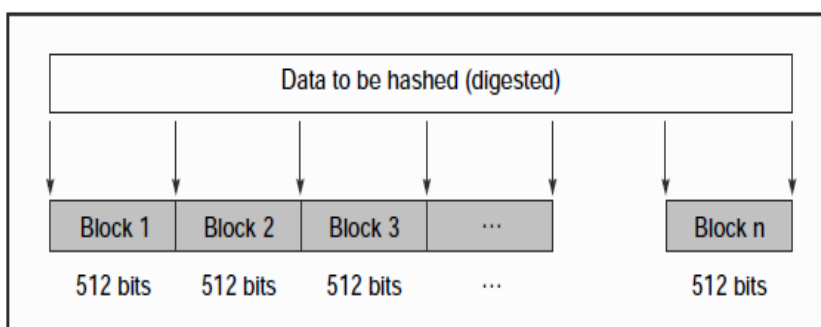 Data to be hashed (digested)
Block 1 Block 2 Block 3 ... Block n
512 bits 512 bits 512 bits ... 512 bits